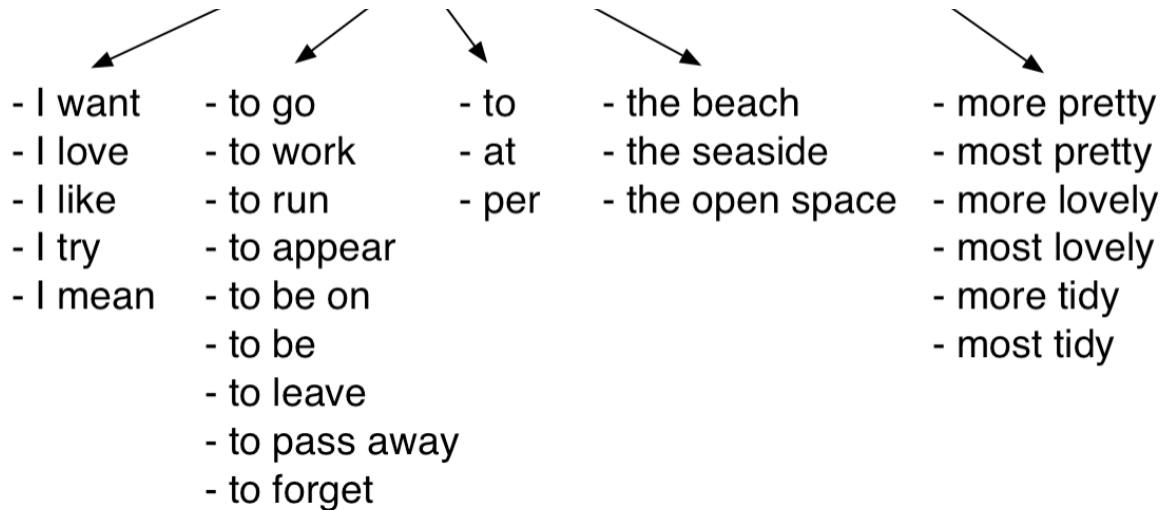 - I want
- I love
- I like
- I try
- I mean
- to go
- to work
- to run
- to appear
- to be on
- to be
- to leave
- to pass away
- to forget
- to
- at
- per
- the beach
- the seaside
- the open space
- more pretty
- most pretty
- more lovely
- most lovely
- more tidy
- most tidy